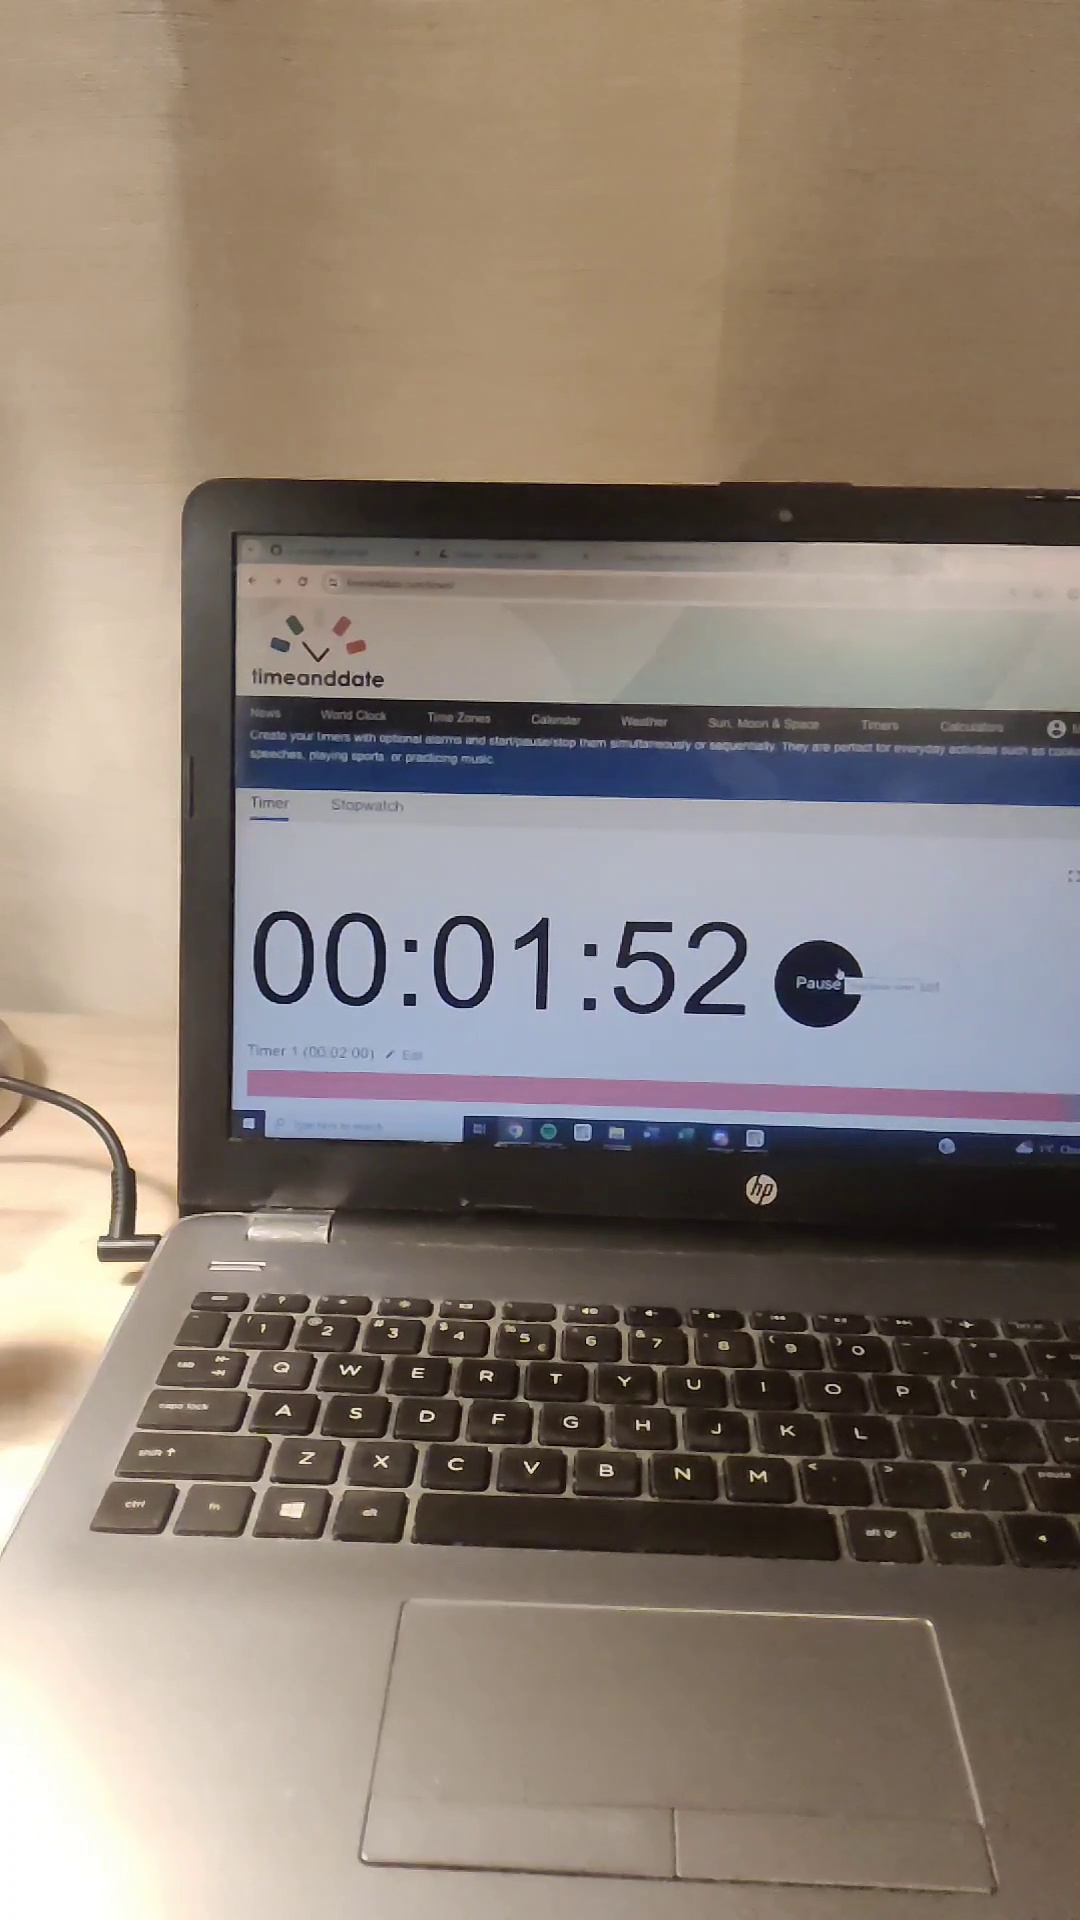 timeanddate
News World Clock Time Zones Calendar Weather Sun, Moon & Space Timers Calculators
Create your timers with optional alarms and start/pause/stop them simultaneously or sequentially. They are perfect for everyday activities such as
speeches, playing sports, or practicing music.
Timer Stopwatch
00:01:52 Pause
Timer 1 (00:02:00) Edit
Type here to search
1°C
hp
1 2 3 4 5 6 7 8 9 0
tab Q W E R T Y U I O P
caps lock A S D F G H J K L
shift Z X C V B N M < > ? / pause
ctrl fn alt alt gr ctrl